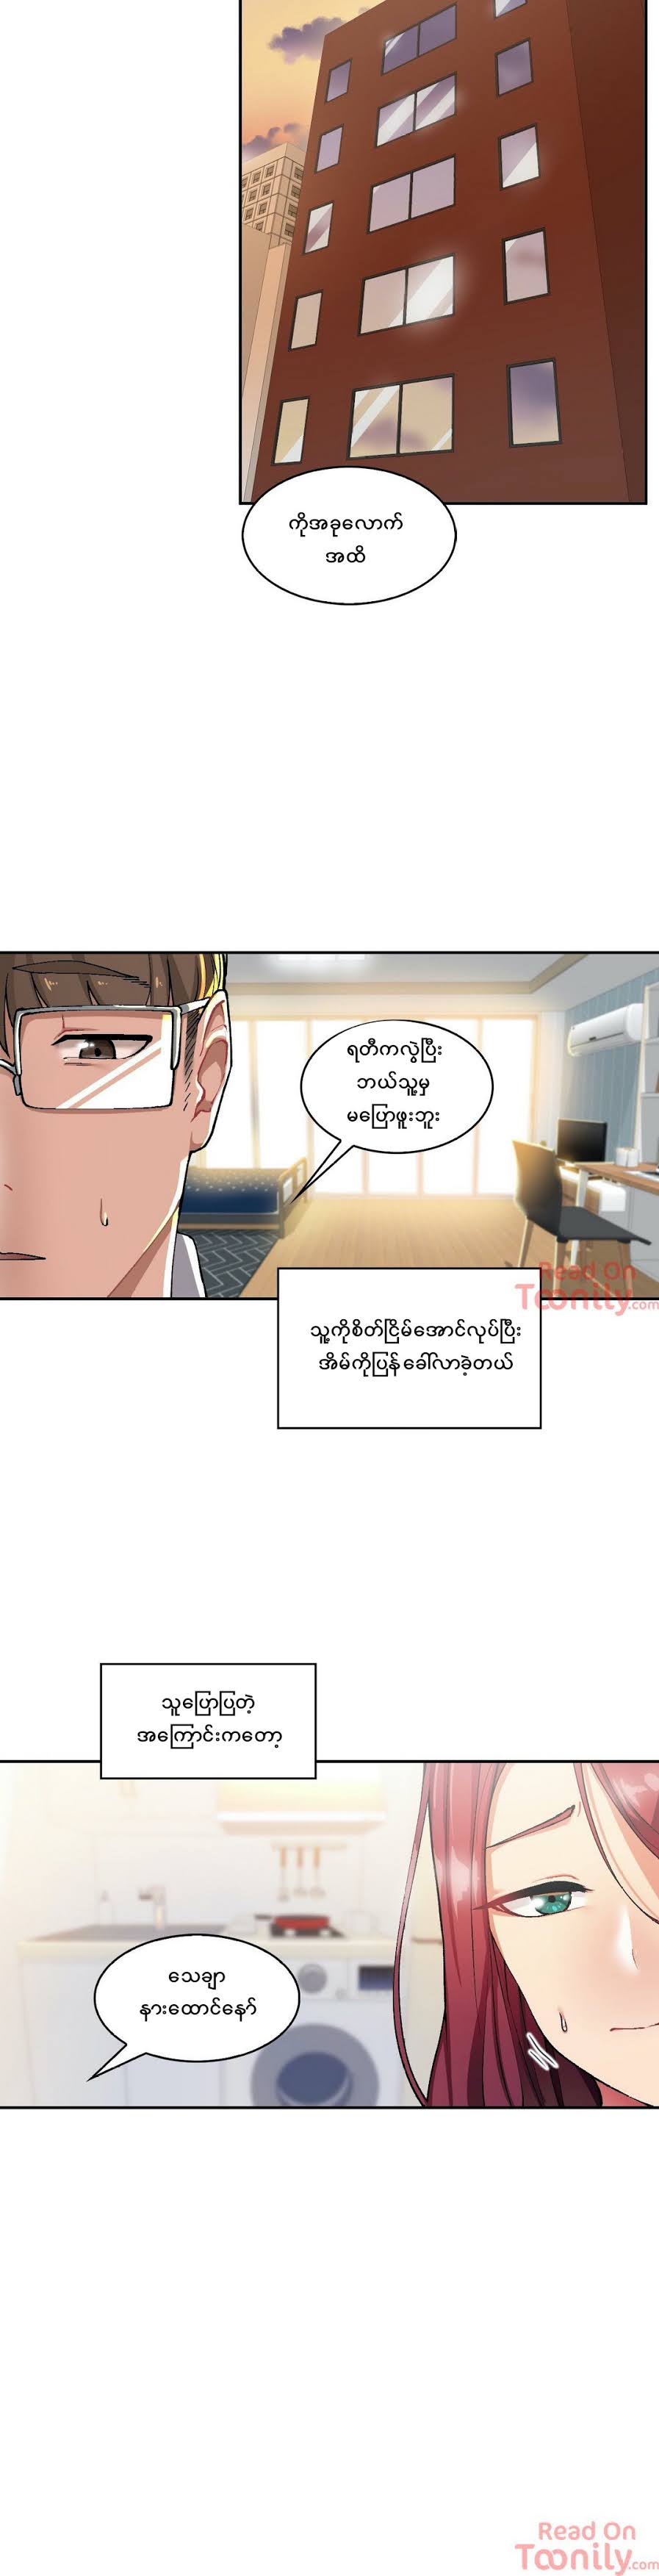 ကိုအခုလောက်
အထိ
ရတီကလွဲပြီး
ဘယ်သူ့မှ
မပြောဖူးဘူး
Read On
Toonily.com
သူ့ကိုစိတ်ငြိမ်အောင်လုပ်ပြီး
အိမ်ကိုပြန်ခေါ်လာခဲ့တယ်
သူပြောပြတဲ့
အကြောင်းကတော့
သေချာ
နားထောင်နော်
Read On
Toonily.com